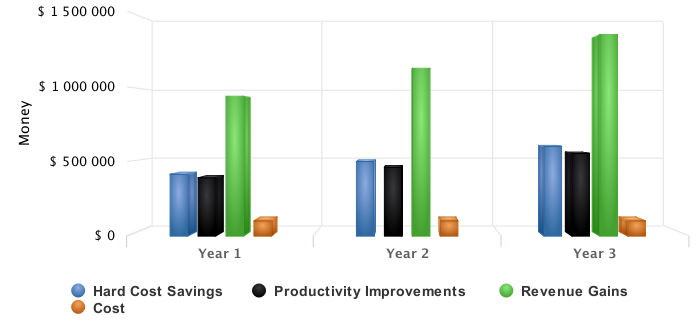 $ 1 500 000
$ 1 000 000
$ 500 000
$ 0
Money
Year 1
Year 2
Year 3
Hard Cost Savings
Productivity Improvements
Revenue Gains
Cost